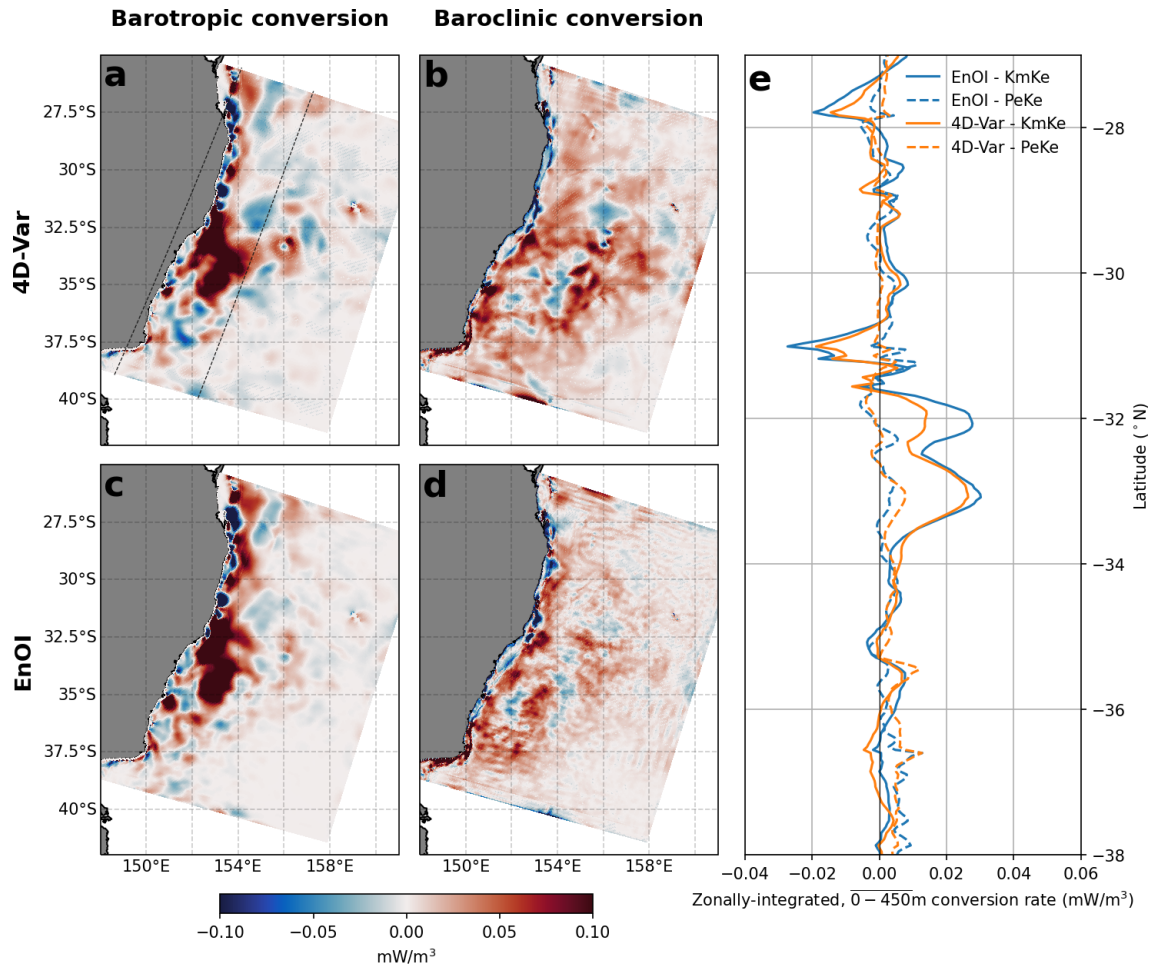 Barotropic conversion
Baroclinic conversion
4D-Var
a
27.5°S
30°S
32.5°S
35°S
37.5°S
40°S
b
e
EnOI - KmKe
EnOI - PeKe
4D-Var - KmKe
4D-Var - PeKe
−28
−30
−32
−34
−36
−38
Latitude (°N)
EnOI
c
27.5°S
30°S
32.5°S
35°S
37.5°S
40°S
d
150°E 154°E 158°E
150°E 154°E 158°E
−0.04 −0.02 0.00 0.02 0.04 0.06
Zonally-integrated, 0 − 450m conversion rate (mW/m³)
−0.10 −0.05 0.00 0.05 0.10
mW/m³